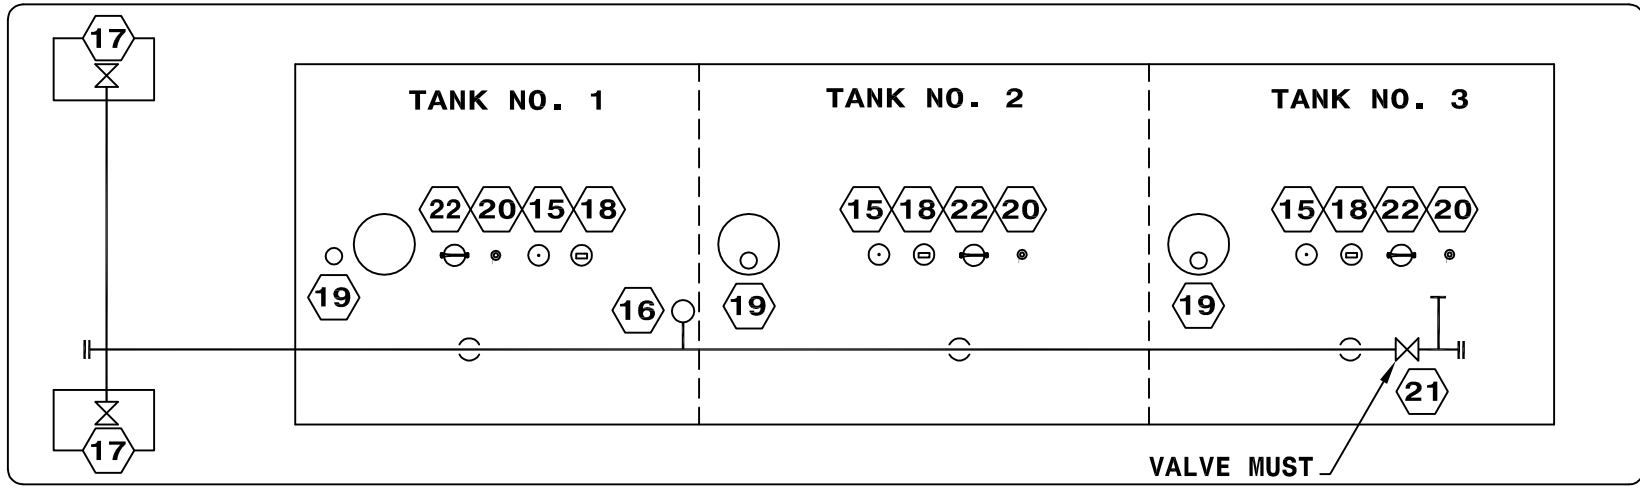 17
TANK NO. 1
TANK NO. 2
TANK NO. 3
22 20 15 18
15 18 22 20
15 18 22 20
19
16
19
19
21
17
VALVE MUST